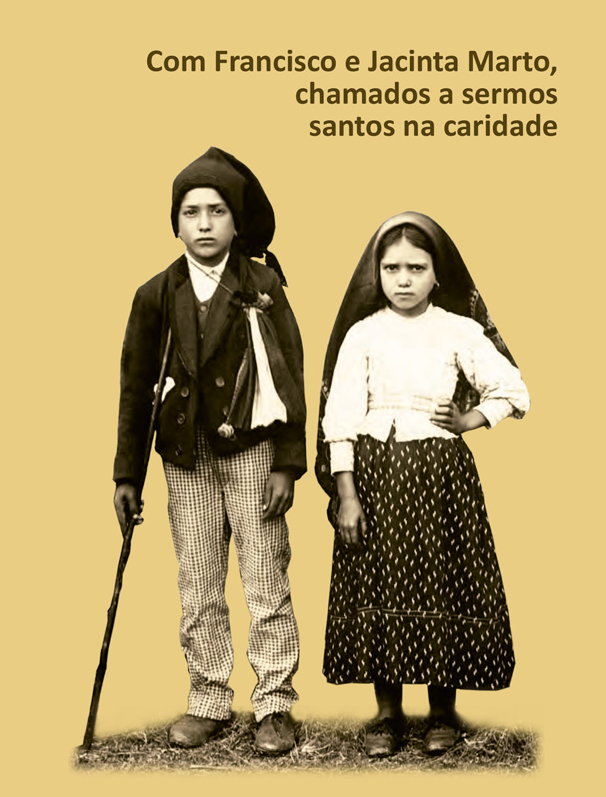 Com Francisco e Jacinta Marto,
chamados a sermos
santos na caridade